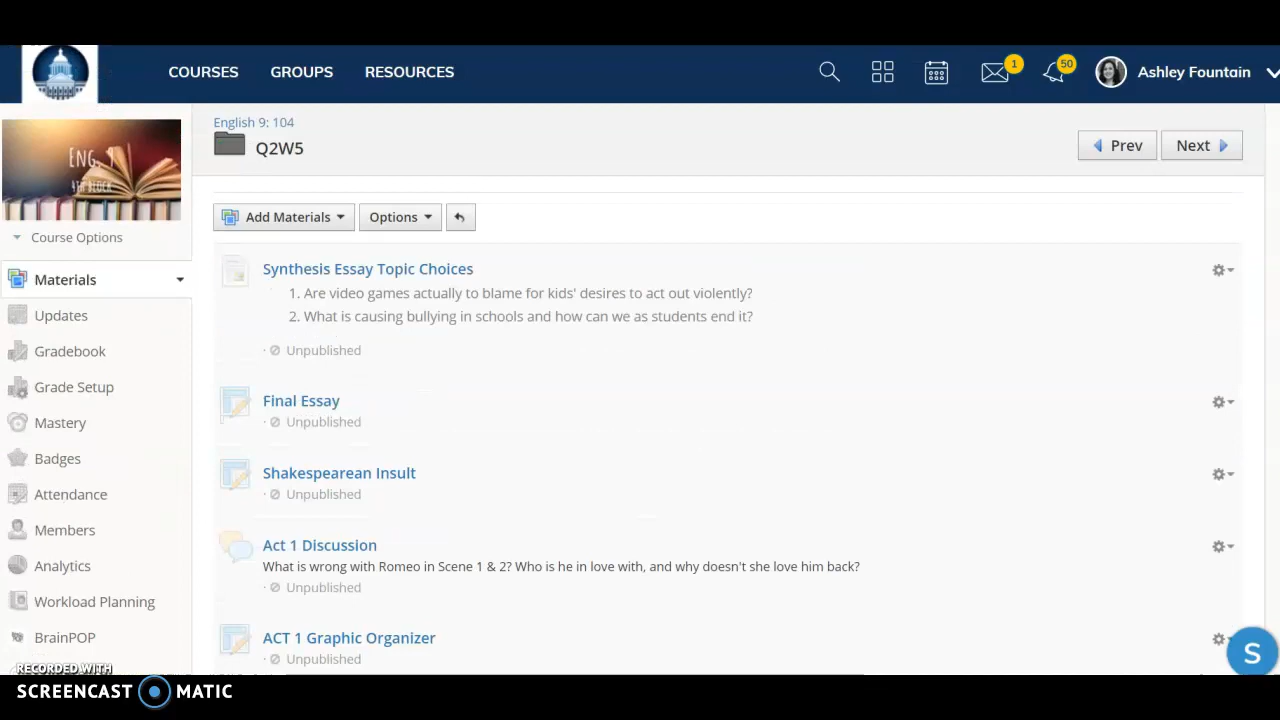 COURSES GROUPS RESOURCES 1 50 Ashley Fountain
English 9: 104
Q2W5
Prev Next
ENG. 9
4TH BLOCK
Course Options
Materials
Updates
Gradebook
Grade Setup
Mastery
Badges
Attendance
Members
Analytics
Workload Planning
BrainPOP
Add Materials Options
Synthesis Essay Topic Choices
1. Are video games actually to blame for kids' desires to act out violently?
2. What is causing bullying in schools and how can we as students end it?
· Unpublished
Final Essay
· Unpublished
Shakespearean Insult
· Unpublished
Act 1 Discussion
What is wrong with Romeo in Scene 1 & 2? Who is he in love with, and why doesn't she love him back?
· Unpublished
ACT 1 Graphic Organizer
· Unpublished
S
RECORDED WITH
SCREENCAST MATIC